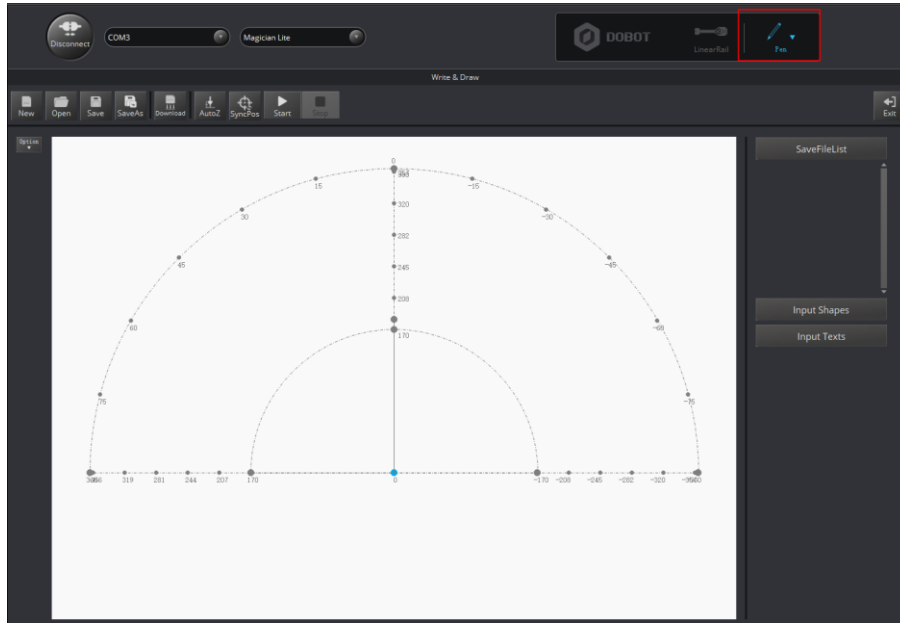 Disconnect COM3 Magician Lite DOBOT LinearRail Pen
Write & Draw
New Open Save SaveAs Download AutoZ SyncPos Start Stop Exit
Option SaveFileList
0
15 -15
320
30 -30
282
45 -45
245
208
60 -60
170
75 -75
319 281 244 207 170 0 -170 -208 -245 -282 -320
Input Shapes
Input Texts